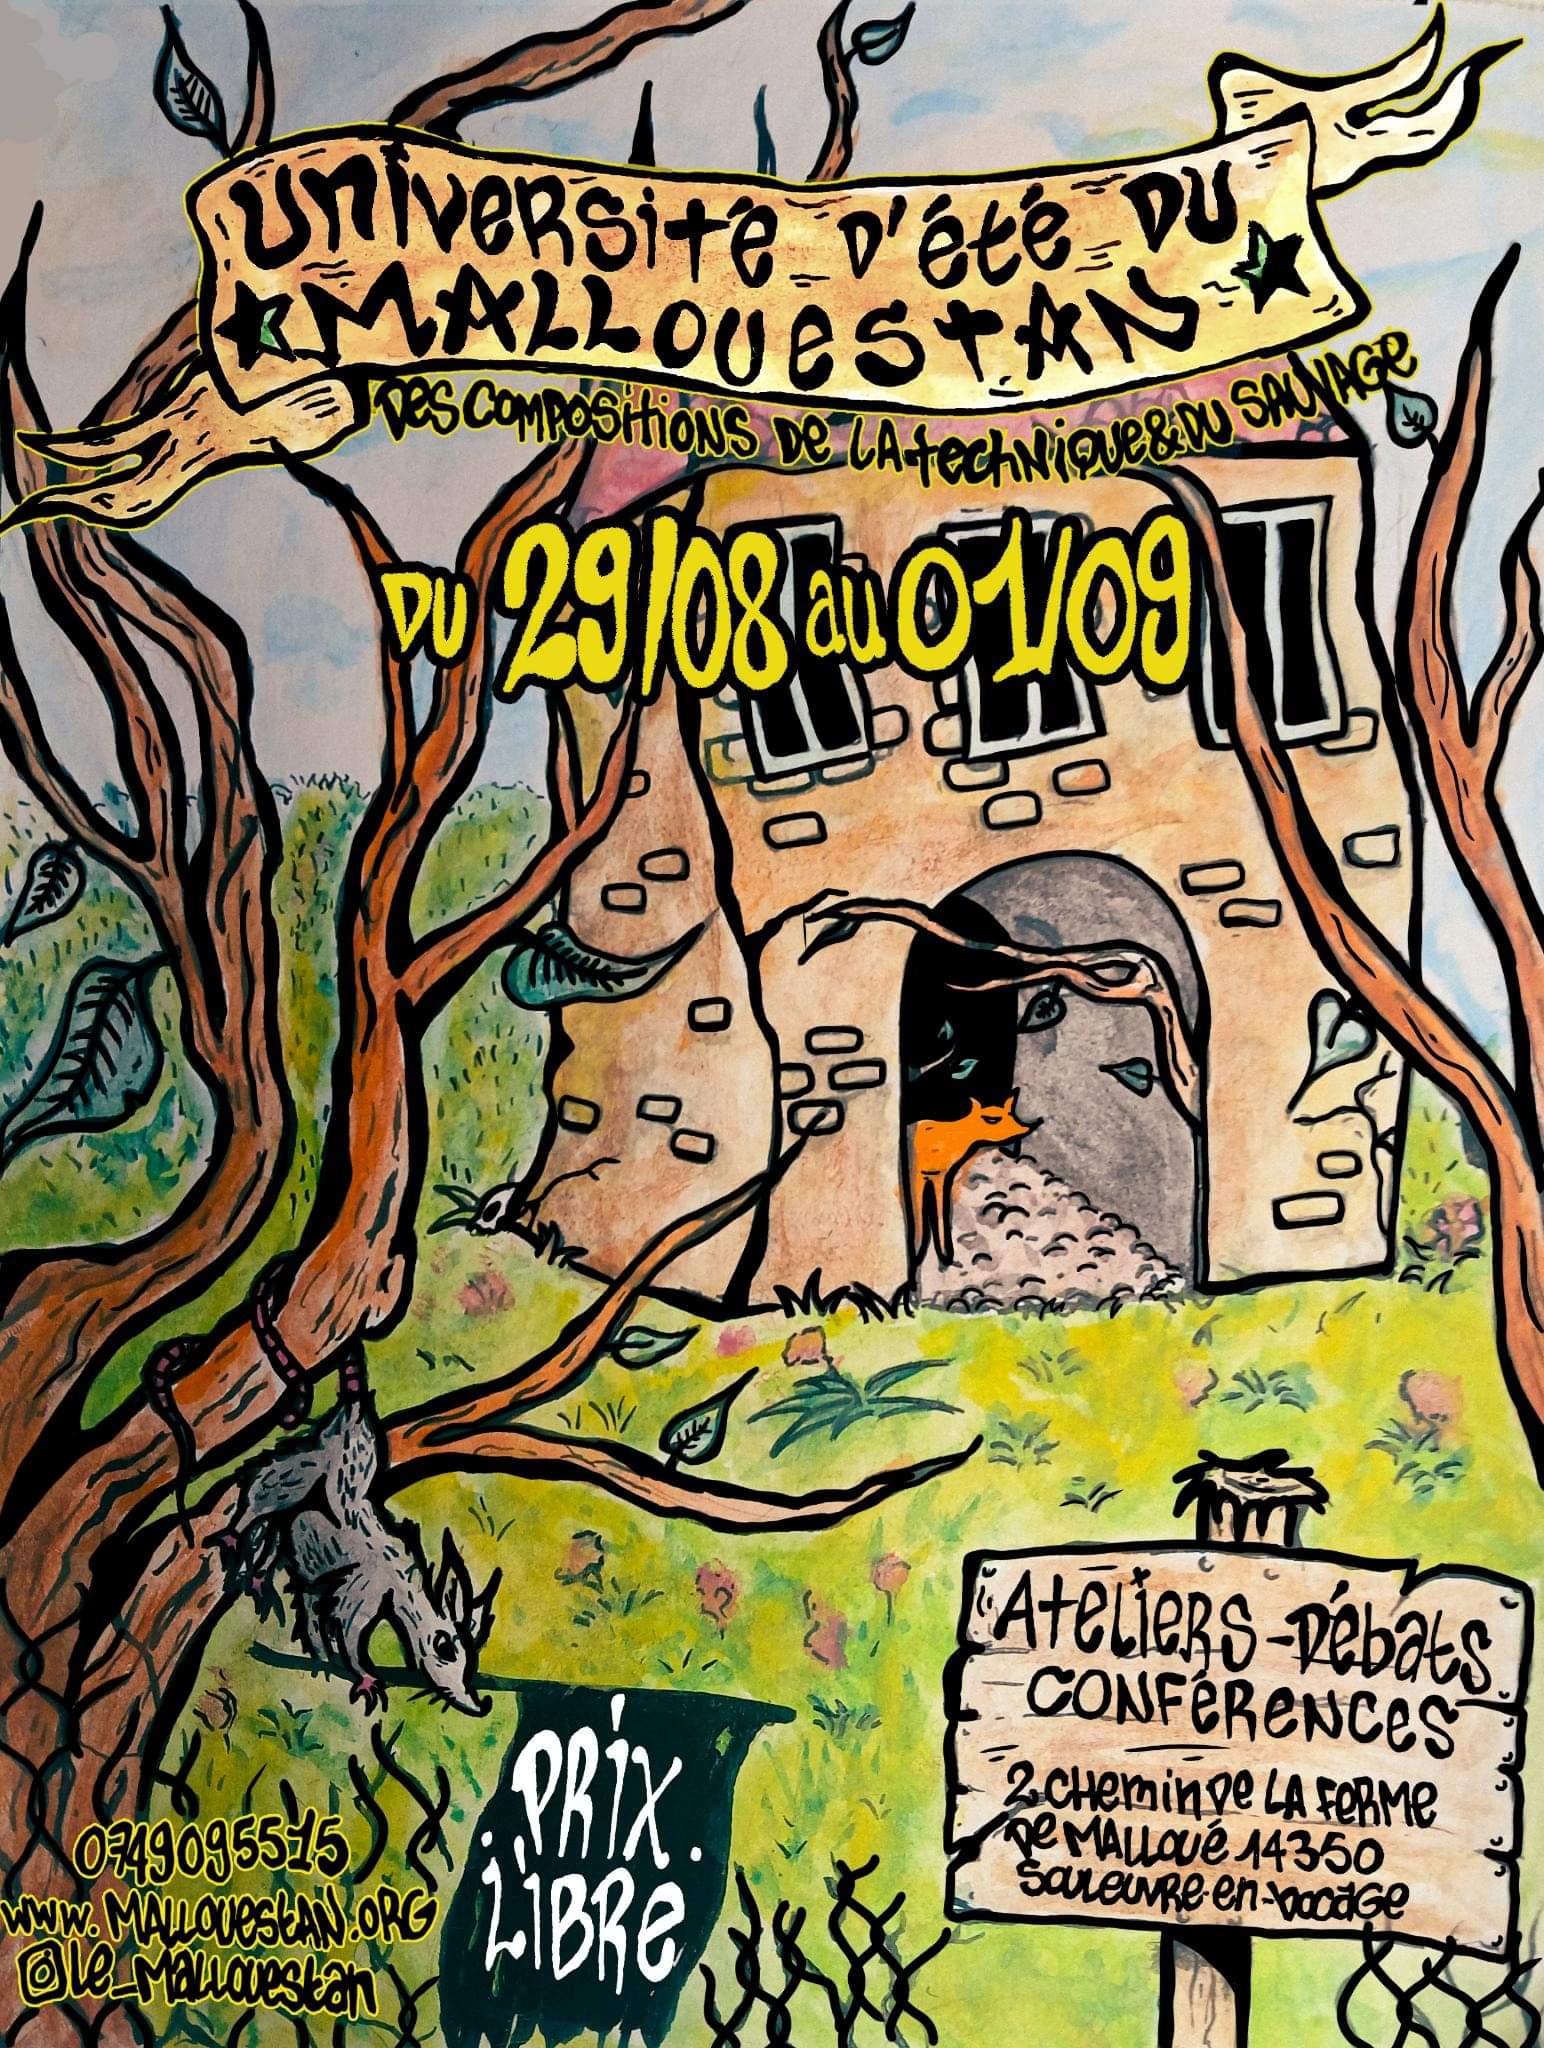 Université d'été du
Mallouestan
Des compositions de la technique & du sauvage
Du 29/08 au 01/09
Ateliers - Débats
Conférences
2 chemin de la ferme
de Malloué 14350
Souleuvre-en-bocage
Prix
Libre
0749095515
www.Mallouestan.org
Le_Mallouestan